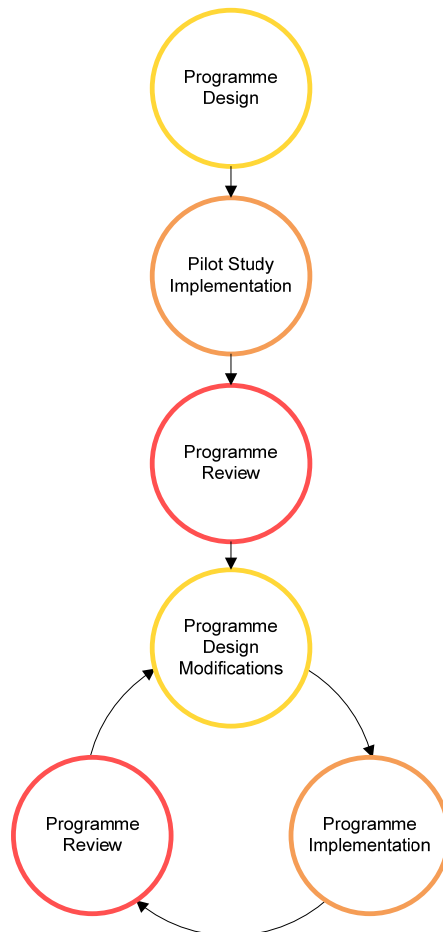 Programme
Design
Pilot Study
Implementation
Programme
Review
Programme
Design
Modifications
Programme
Review
Programme
Implementation